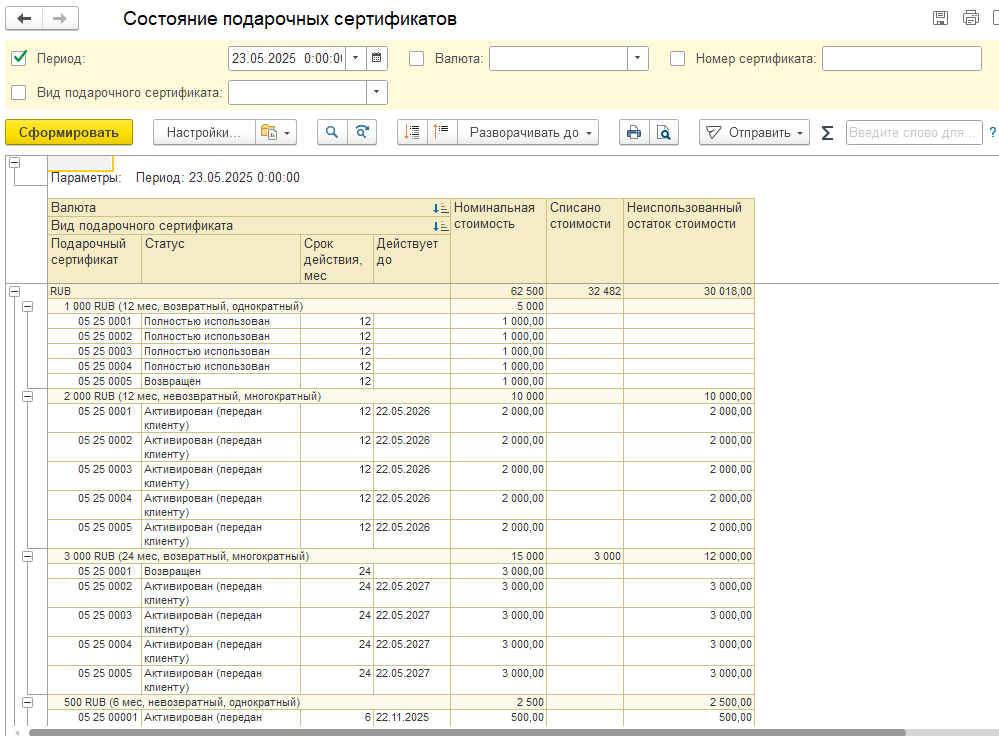 Состояние подарочных сертификатов
Период: 23.05.2025 0:00:0 Валюта: Номер сертификата:
Вид подарочного сертификата:
Сформировать Настройки... Разворачивать до Отправить Σ Введите слово для... ?
Параметры: Период: 23.05.2025 0:00:00
Валюта Номинальная стоимость Списано стоимости Неиспользованный остаток стоимости
Вид подарочного сертификата
Подарочный сертификат Статус Срок действия, мес Действует до
RUB 62 500 32 482 30 018,00
1 000 RUB (12 мес, возвратный, однократный) 5 000
05 25 0001 Полностью использован 12 1 000,00
05 25 0002 Полностью использован 12 1 000,00
05 25 0003 Полностью использован 12 1 000,00
05 25 0004 Полностью использован 12 1 000,00
05 25 0005 Возвращен 12 1 000,00
2 000 RUB (12 мес, невозвратный, многократный) 10 000 10 000,00
05 25 0001 Активирован (передан 12 22.05.2026 2 000,00 2 000,00
клиенту)
05 25 0002 Активирован (передан 12 22.05.2026 2 000,00 2 000,00
клиенту)
05 25 0003 Активирован (передан 12 22.05.2026 2 000,00 2 000,00
клиенту)
05 25 0004 Активирован (передан 12 22.05.2026 2 000,00 2 000,00
клиенту)
05 25 0005 Активирован (передан 12 22.05.2026 2 000,00 2 000,00
клиенту)
3 000 RUB (24 мес, возвратный, многократный) 15 000 3 000 12 000,00
05 25 0001 Возвращен 24 3 000,00
05 25 0002 Активирован (передан 24 22.05.2027 3 000,00 3 000,00
клиенту)
05 25 0003 Активирован (передан 24 22.05.2027 3 000,00 3 000,00
клиенту)
05 25 0004 Активирован (передан 24 22.05.2027 3 000,00 3 000,00
клиенту)
05 25 0005 Активирован (передан 24 22.05.2027 3 000,00 3 000,00
клиенту)
500 RUB (6 мес, невозвратный, однократный) 2 500 2 500,00
05 25 00001 Активирован (передан 6 22.11.2025 500,00 500,00